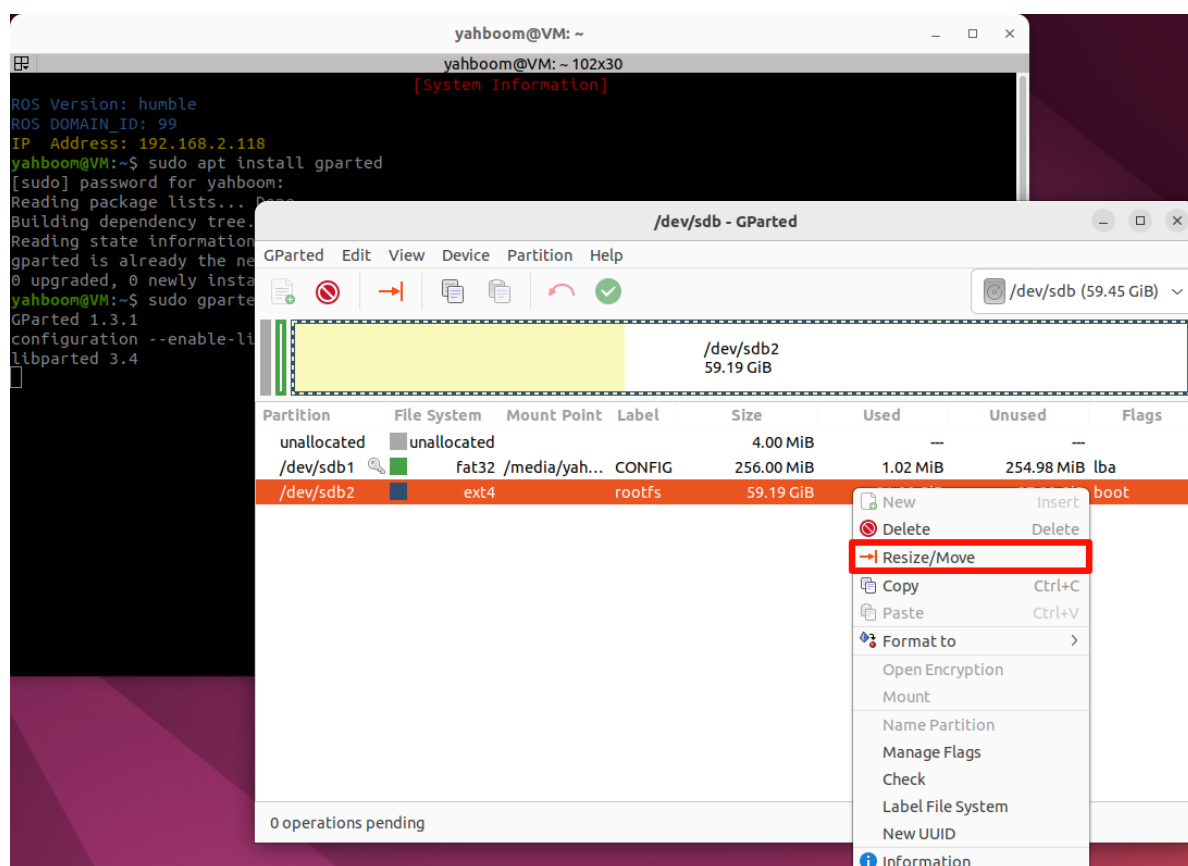 yahboom@VM: ~
yahboom@VM: ~ 102x30
[System Information]
ROS Version: humble
ROS DOMAIN_ID: 99
IP Address: 192.168.2.118
yahboom@VM:~$ sudo apt install gparted
[sudo] password for yahboom:
Reading package lists... Done
Building dependency tree.
Reading state information
gparted is already the ne
0 upgraded, 0 newly insta
yahboom@VM:~$ sudo gparte
GParted 1.3.1
configuration --enable-li
libparted 3.4
/dev/sdb - GParted
GParted Edit View Device Partition Help
/dev/sdb (59.45 GiB)
/dev/sdb2
59.19 GiB
Partition File System Mount Point Label Size Used Unused Flags
unallocated unallocated 4.00 MiB --- ---
/dev/sdb1 fat32 /media/yah... CONFIG 256.00 MiB 1.02 MiB 254.98 MiB lba
/dev/sdb2 ext4 rootfs 59.19 GiB boot
New Insert
Delete Delete
Resize/Move
Copy Ctrl+C
Paste Ctrl+V
Format to
Open Encryption
Mount
Name Partition
Manage Flags
Check
Label File System
New UUID
Information
0 operations pending